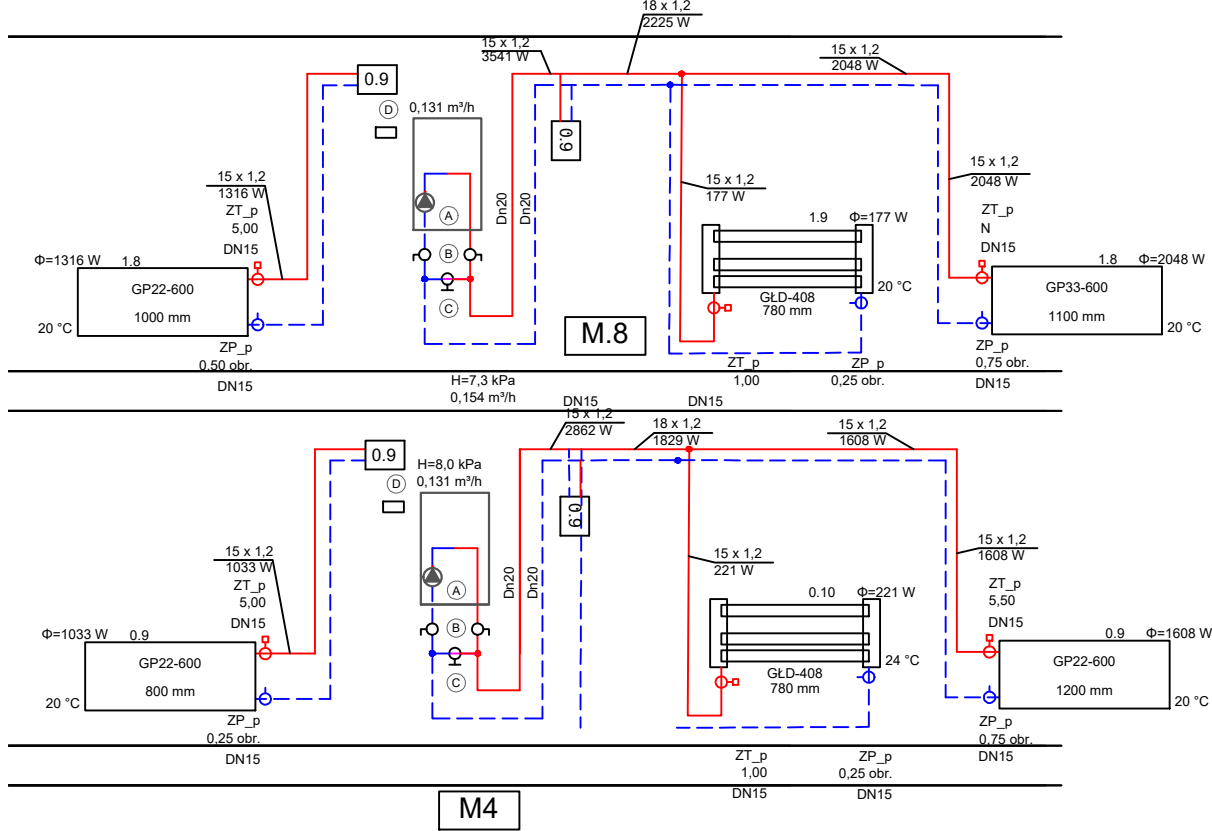 18 x 1,2
2225 W
15 x 1,2
3541 W
15 x 1,2
2048 W
0.9
D
0,131 m³/h
0.9
15 x 1,2
1316 W
ZT_p
5,00
DN15
A
B
C
Dn20
Dn20
15 x 1,2
177 W
15 x 1,2
2048 W
ZT_p
N
DN15
1.9
Φ=177 W
Φ=1316 W
1.8
GP22-600
1000 mm
20 °C
1.8
Φ=2048 W
GP33-600
1100 mm
20 °C
GŁD-408
780 mm
20 °C
M.8
ZP_p
0,50 obr.
DN15
ZT_p
1,00
DN15
ZP_p
0,25 obr.
ZP_p
0,75 obr.
DN15
H=7,3 kPa
0,154 m³/h
DN15
15 x 1,2
2862 W
18 x 1,2
1829 W
15 x 1,2
1608 W
0.9
D
H=8,0 kPa
0,131 m³/h
0.9
15 x 1,2
1033 W
ZT_p
5,00
DN15
A
B
C
Dn20
Dn20
15 x 1,2
221 W
15 x 1,2
1608 W
ZT_p
5,50
DN15
0.10
Φ=221 W
Φ=1033 W
0.9
GP22-600
800 mm
20 °C
0.9
Φ=1608 W
GP22-600
1200 mm
20 °C
GŁD-408
780 mm
24 °C
ZP_p
0,25 obr.
DN15
ZP_p
0,75 obr.
DN15
ZT_p
1,00
DN15
ZP_p
0,25 obr.
DN15
M4